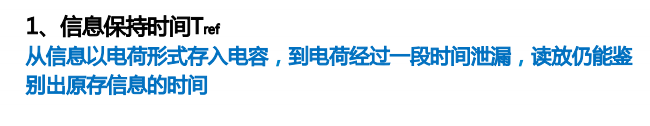 1、信息保持时间Tref
从信息以电荷形式存入电容，到电荷经过一段时间泄漏，读放仍能鉴
别出原存信息的时间